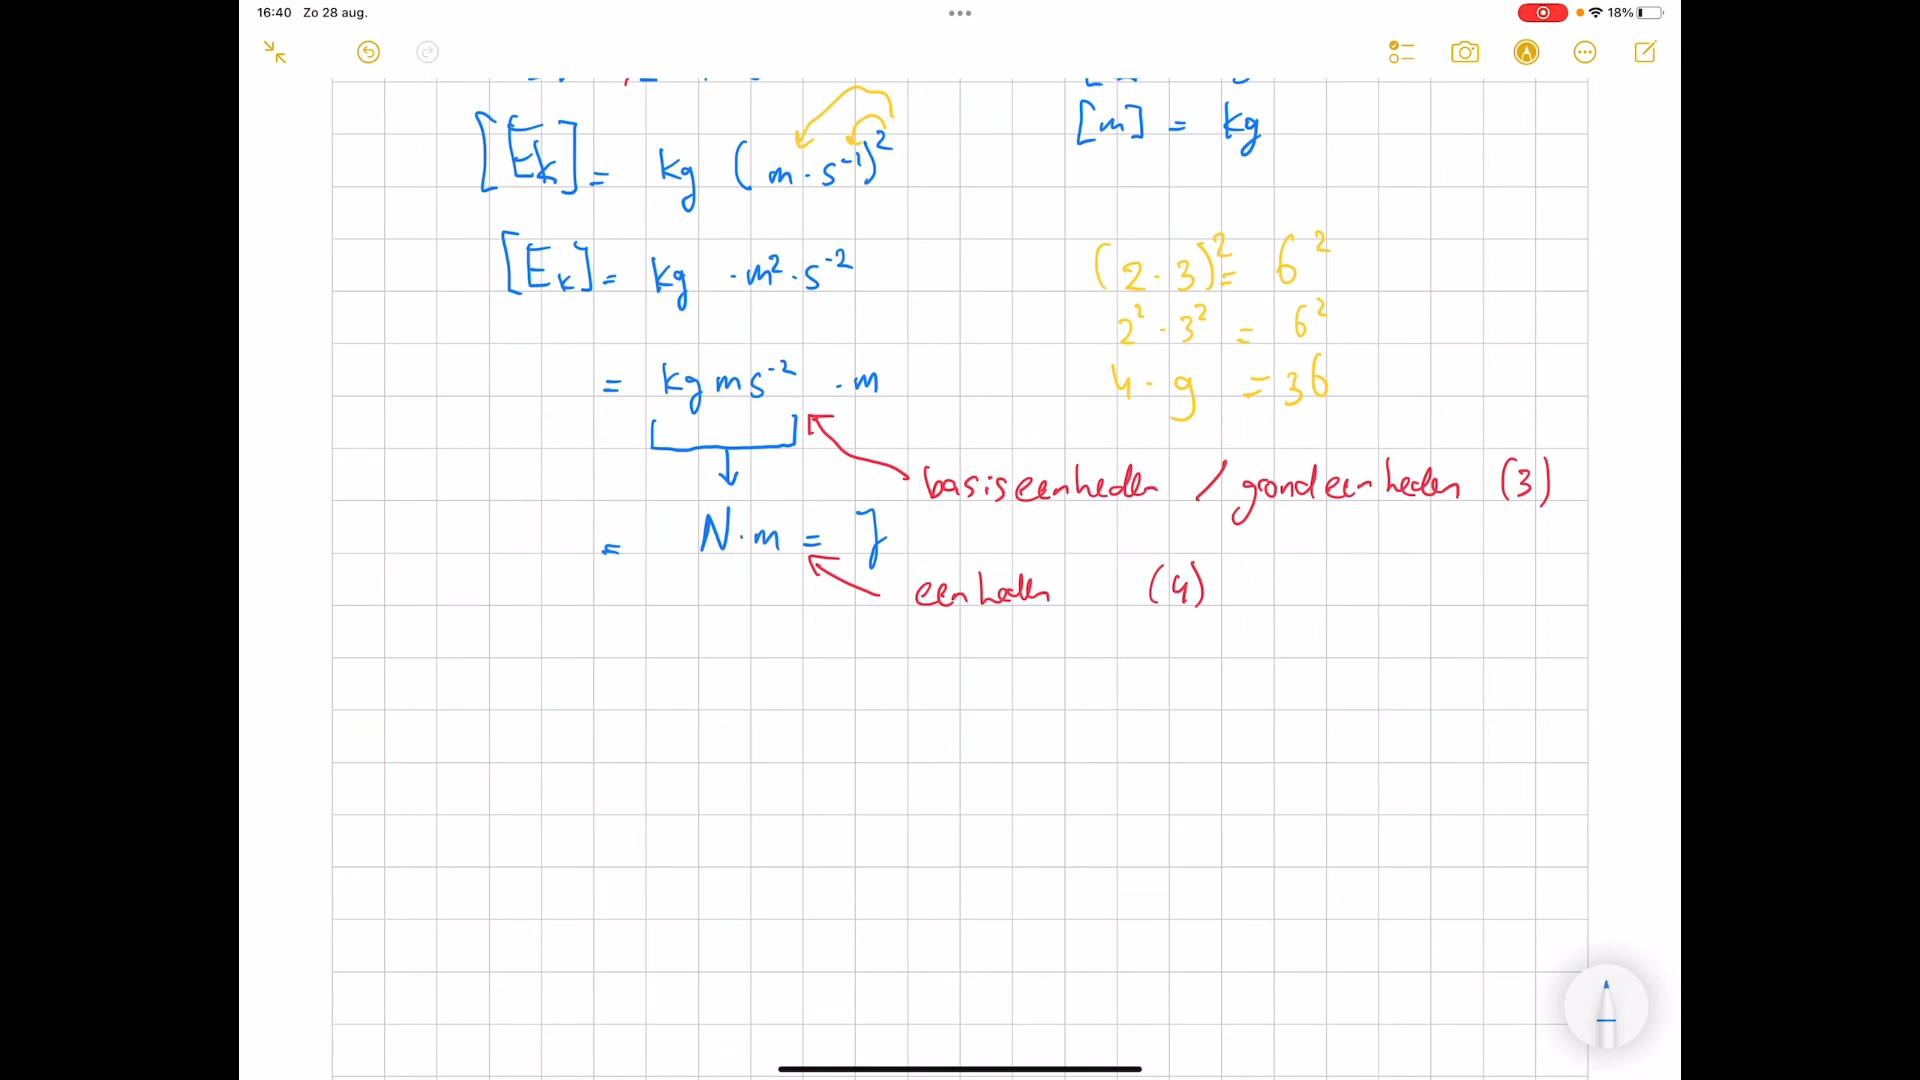 16:40 Zo 28 aug.
18%
[Ek] = kg (m · s⁻¹)²
[m] = kg
[Ek] = kg · m² · s⁻²
(2 · 3)² = 6²
2² · 3² = 6²
4 · 9 = 36
= kg m s⁻² · m
basiseenheden / grondeenheden (3)
= N · m = J
eenheden (4)